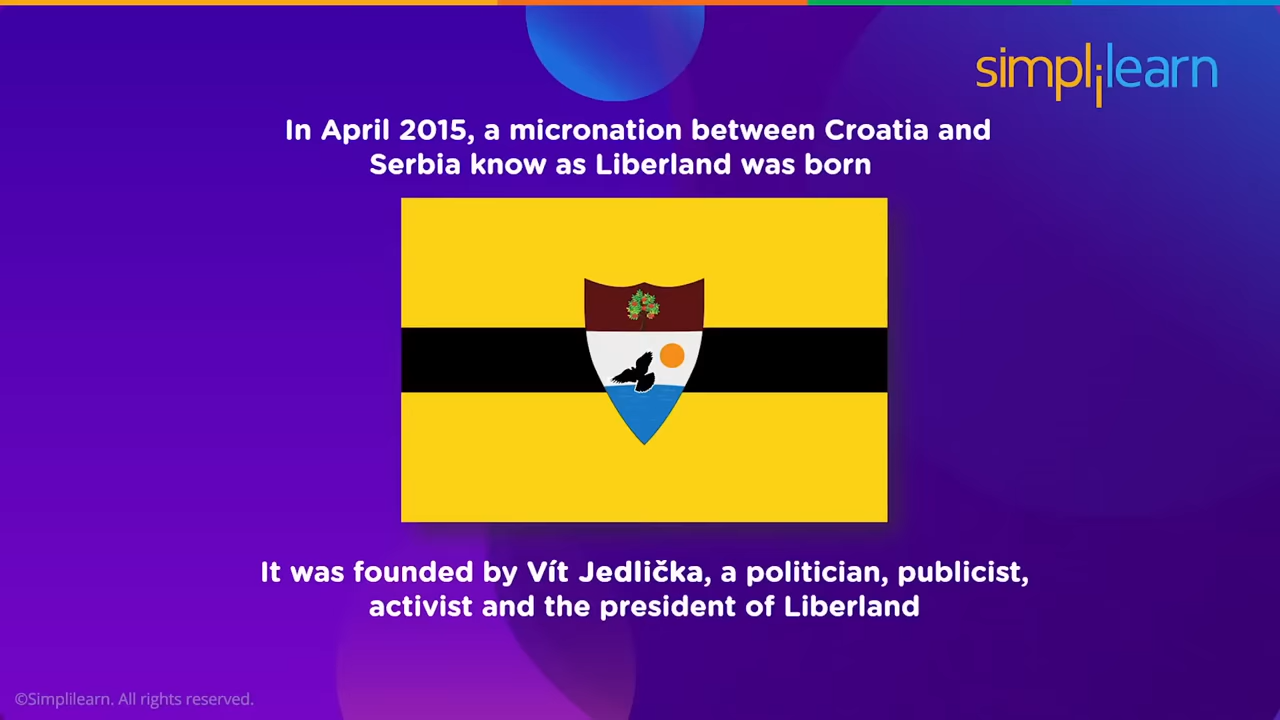 simplilearn
In April 2015, a micronation between Croatia and
Serbia know as Liberland was born
It was founded by Vít Jedlička, a politician, publicist,
activist and the president of Liberland
©Simplilearn. All rights reserved.